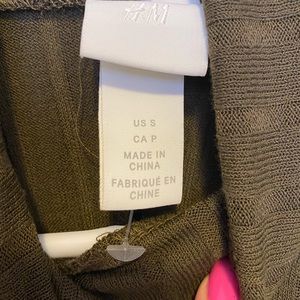 H&M
US S
CA P
MADE IN
CHINA
FABRIQUÉ EN
CHINE